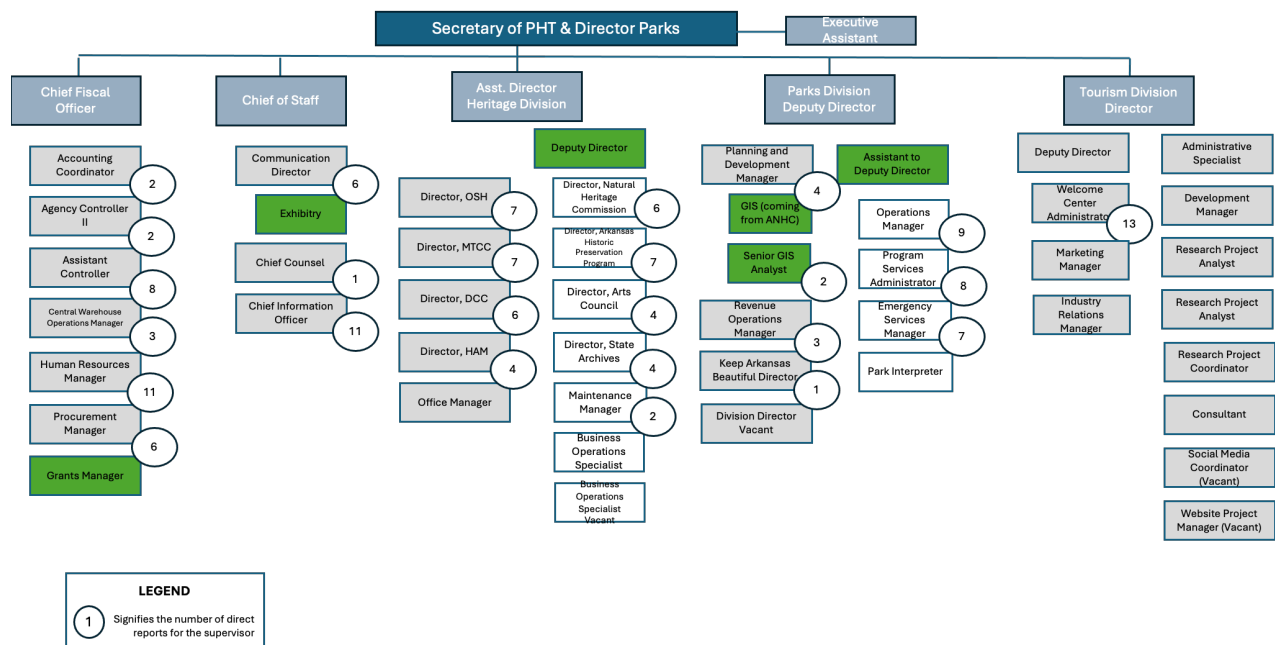 Secretary of PHT & Director Parks
Executive
Assistant
Chief Fiscal
Officer
Chief of Staff
Asst. Director
Heritage Division
Parks Division
Deputy Director
Tourism Division
Director
Accounting
Coordinator
2
Agency Controller
II
2
Assistant
Controller
8
Central Warehouse
Operations Manager
3
Human Resources
Manager
11
Procurement
Manager
6
Grants Manager
Communication
Director
6
Exhibitry
Chief Counsel
1
Chief Information
Officer
11
Director, OSH
7
Director, MTCC
7
Director, DCC
6
Director, HAM
4
Office Manager
Deputy Director
Director, Natural
Heritage
Commission
6
Director, Arkansas
Historic
Preservation
Program
7
Director, Arts
Council
4
Director, State
Archives
4
Maintenance
Manager
2
Business
Operations
Specialist
Business
Operations
Specialist
Vacant
Planning and
Development
Manager
4
GIS (coming
from ANHC)
Senior GIS
Analyst
2
Revenue
Operations
Manager
3
Keep Arkansas
Beautiful Director
1
Division Director
Vacant
Assistant to
Deputy Director
Operations
Manager
9
Program
Services
Administrator
8
Emergency
Services
Manager
7
Park Interpreter
Deputy Director
Welcome
Center
Administrato
13
Marketing
Manager
Industry
Relations
Manager
Administrative
Specialist
Development
Manager
Research Project
Analyst
Research Project
Analyst
Research Project
Coordinator
Consultant
Social Media
Coordinator
(Vacant)
Website Project
Manager (Vacant)
LEGEND
1
Signifies the number of direct
reports for the supervisor